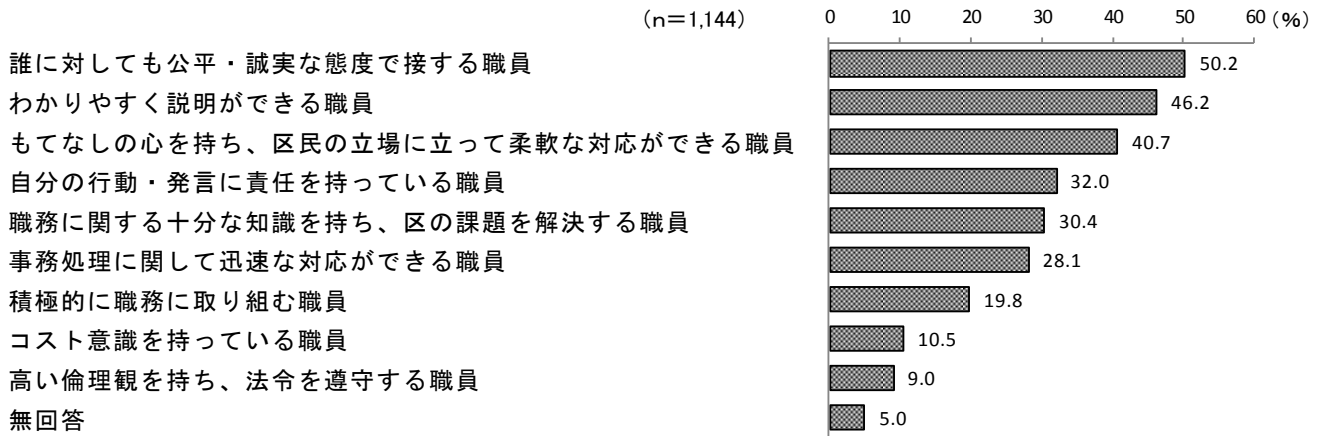 （n＝1,144） 0 10 20 30 40 50 60（%）
誰に対しても公平・誠実な態度で接する職員 50.2
わかりやすく説明ができる職員 46.2
もてなしの心を持ち、区民の立場に立って柔軟な対応ができる職員 40.7
自分の行動・発言に責任を持っている職員 32.0
職務に関する十分な知識を持ち、区の課題を解決する職員 30.4
事務処理に関して迅速な対応ができる職員 28.1
積極的に職務に取り組む職員 19.8
コスト意識を持っている職員 10.5
高い倫理観を持ち、法令を遵守する職員 9.0
無回答 5.0